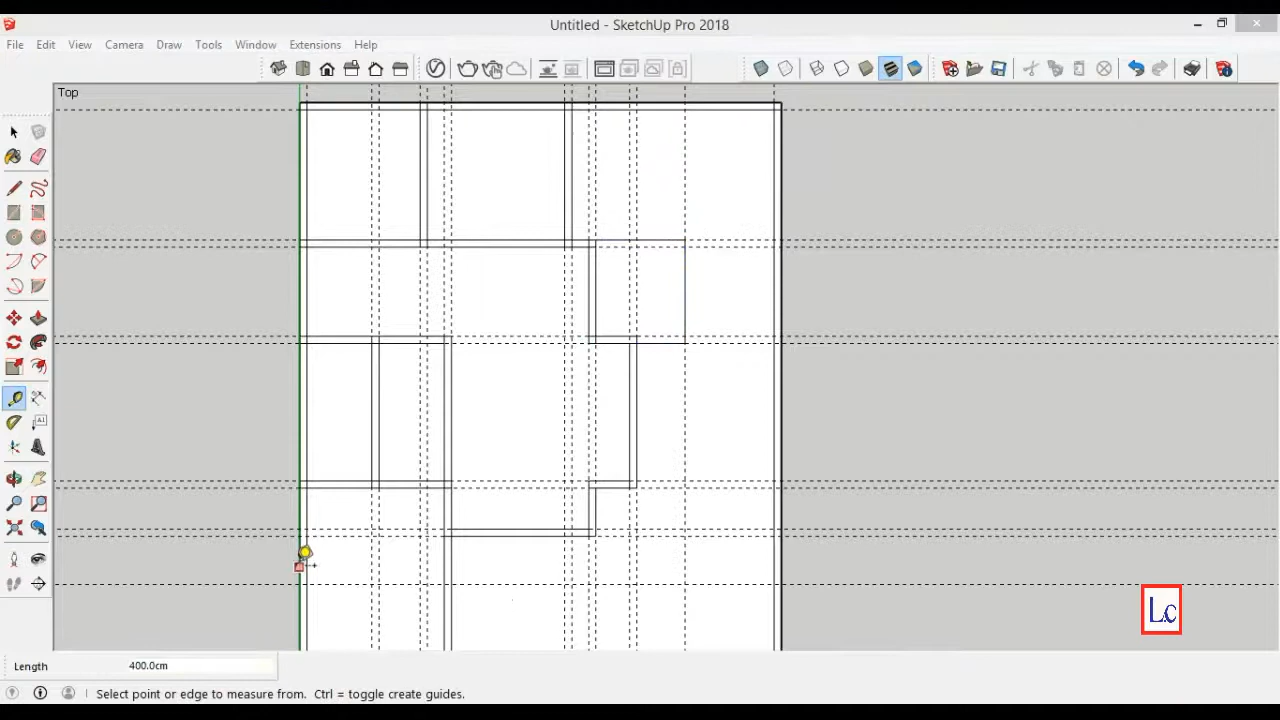 Untitled - SketchUp Pro 2018
File Edit View Camera Draw Tools Window Extensions Help
Top
A1
Lc
Length 400.0cm
Select point or edge to measure from. Ctrl = toggle create guides.